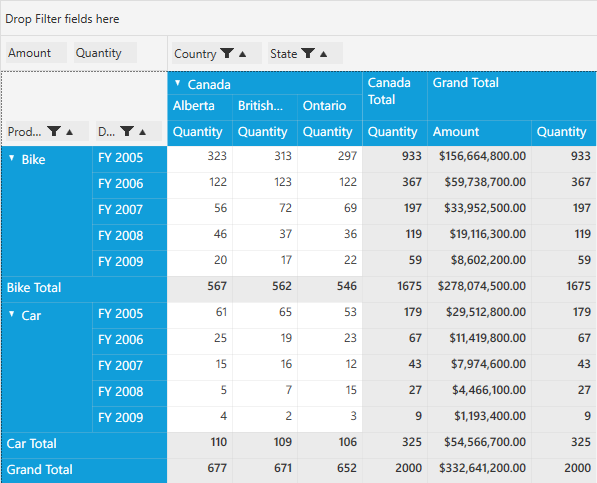 Drop Filter fields here
Amount Quantity Country State
Canada Canada Total Grand Total
Alberta British... Ontario
Prod... D... Quantity Quantity Quantity Quantity Amount Quantity
Bike FY 2005 323 313 297 933 $156,664,800.00 933
FY 2006 122 123 122 367 $59,738,700.00 367
FY 2007 56 72 69 197 $33,952,500.00 197
FY 2008 46 37 36 119 $19,116,300.00 119
FY 2009 20 17 22 59 $8,602,200.00 59
Bike Total 567 562 546 1675 $278,074,500.00 1675
Car FY 2005 61 65 53 179 $29,512,800.00 179
FY 2006 25 19 23 67 $11,419,800.00 67
FY 2007 15 16 12 43 $7,974,600.00 43
FY 2008 5 7 15 27 $4,466,100.00 27
FY 2009 4 2 3 9 $1,193,400.00 9
Car Total 110 109 106 325 $54,566,700.00 325
Grand Total 677 671 652 2000 $332,641,200.00 2000